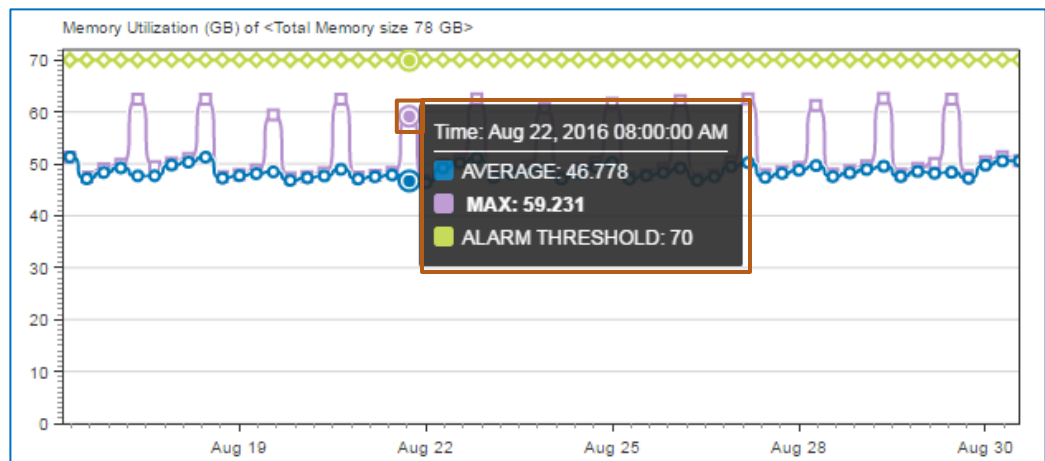 Memory Utilization (GB) of <Total Memory size 78 GB>
70
60
50
40
30
20
10
0
Time: Aug 22, 2016 08:00:00 AM
AVERAGE: 46.778
MAX: 59.231
ALARM THRESHOLD: 70
Aug 19 Aug 22 Aug 25 Aug 28 Aug 30